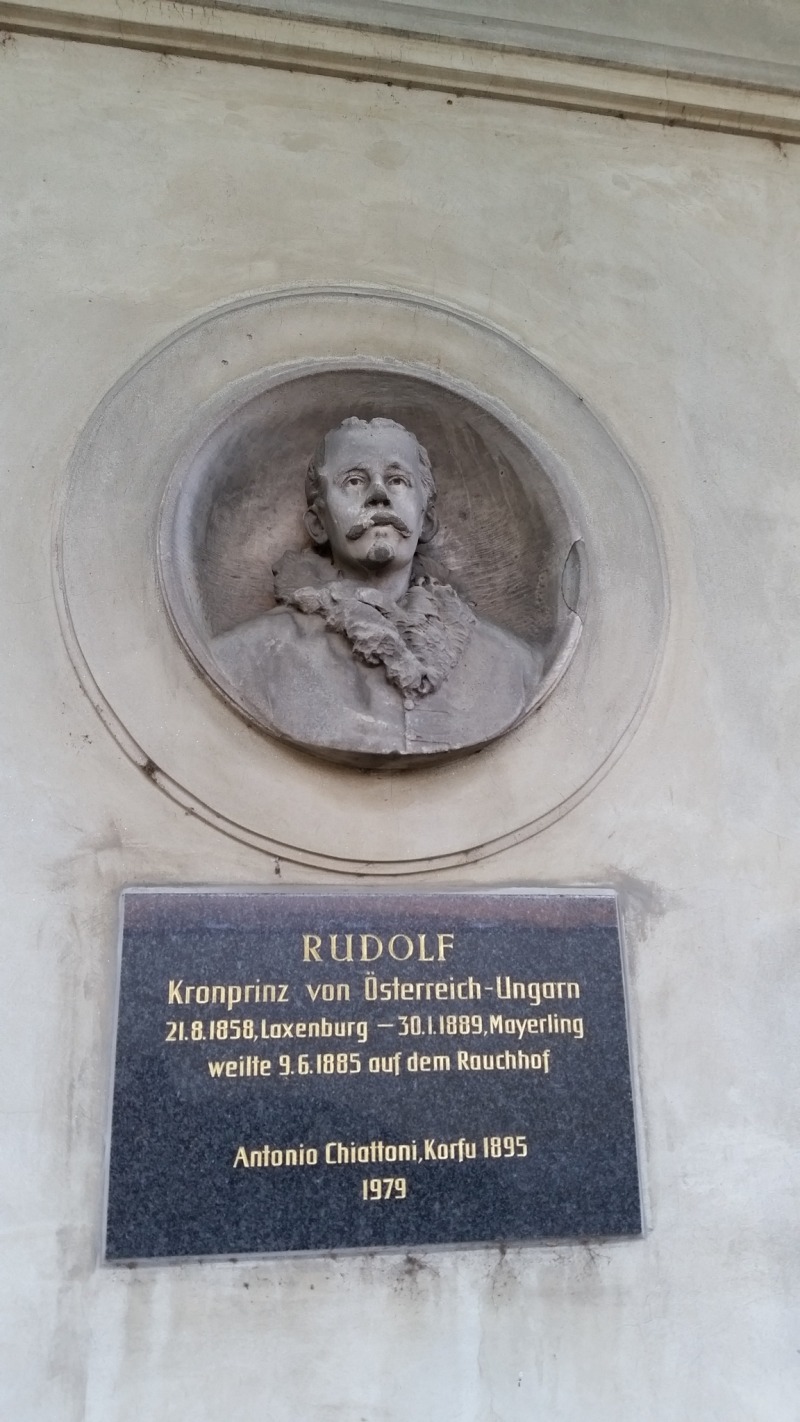 RUDOLF
Kronprinz von Österreich-Ungarn
21.8.1858, Laxenburg – 30.1.1889, Mayerling
weilte 9.6.1885 auf dem Rauchhof
Antonio Chiattoni, Korfu 1895
1979